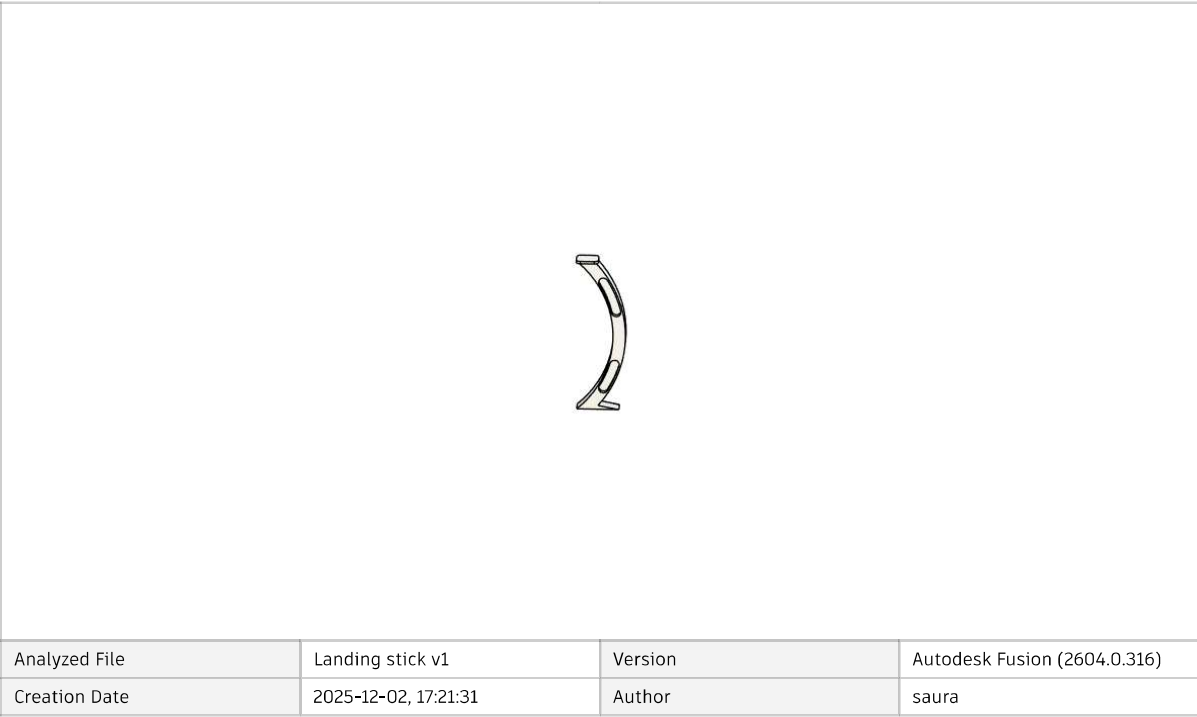 Analyzed File Landing stick v1 Version Autodesk Fusion (2604.0.316)
Creation Date 2025-12-02, 17:21:31 Author saura